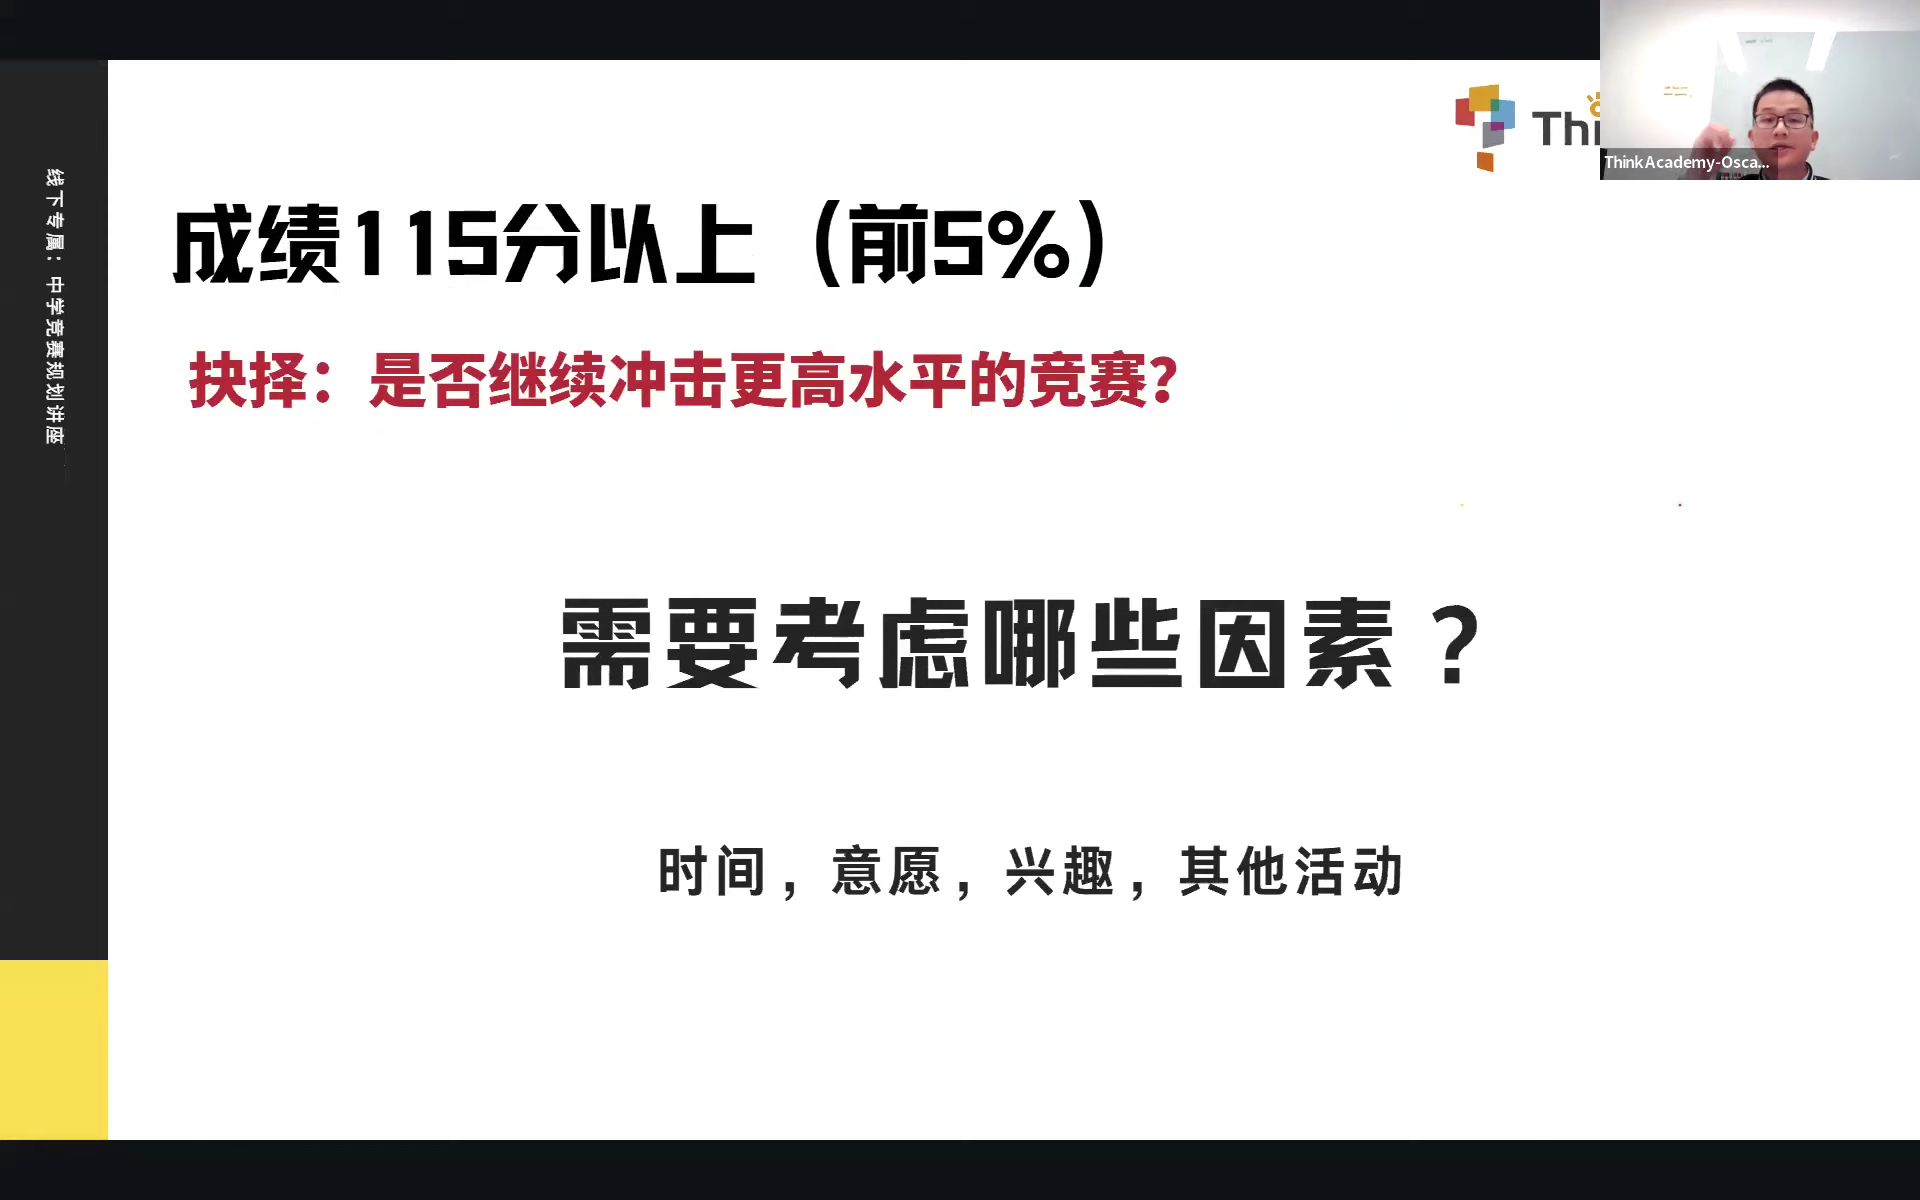 线下专属：中学竞赛规划讲座
Thi
ThinkAcademy-Osca...
成绩115分以上（前5%）
抉择：是否继续冲击更高水平的竞赛？
需要考虑哪些因素？
时间，意愿，兴趣，其他活动